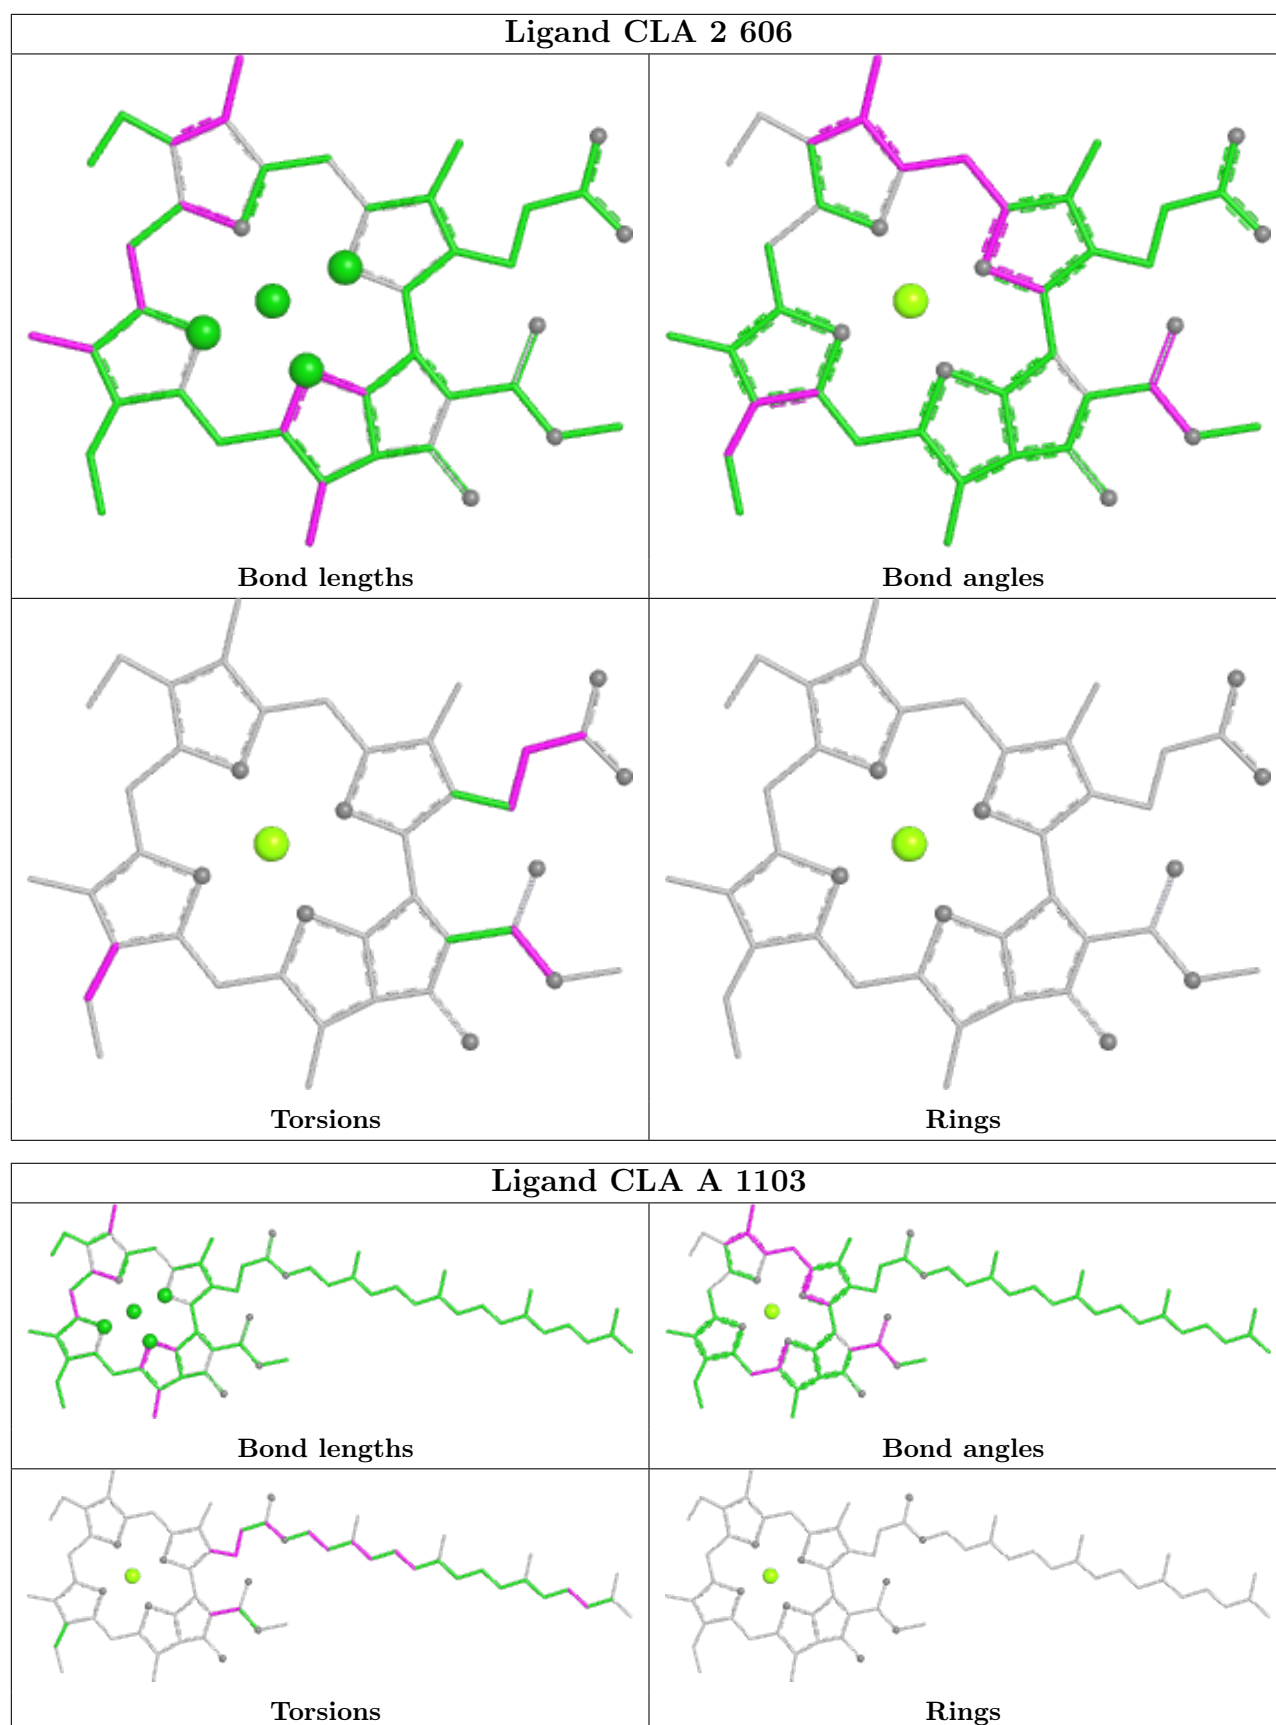 Ligand CLA 2 606
Bond lengths
Bond angles
Torsions
Rings
Ligand CLA A 1103
Bond lengths
Bond angles
Torsions
Rings